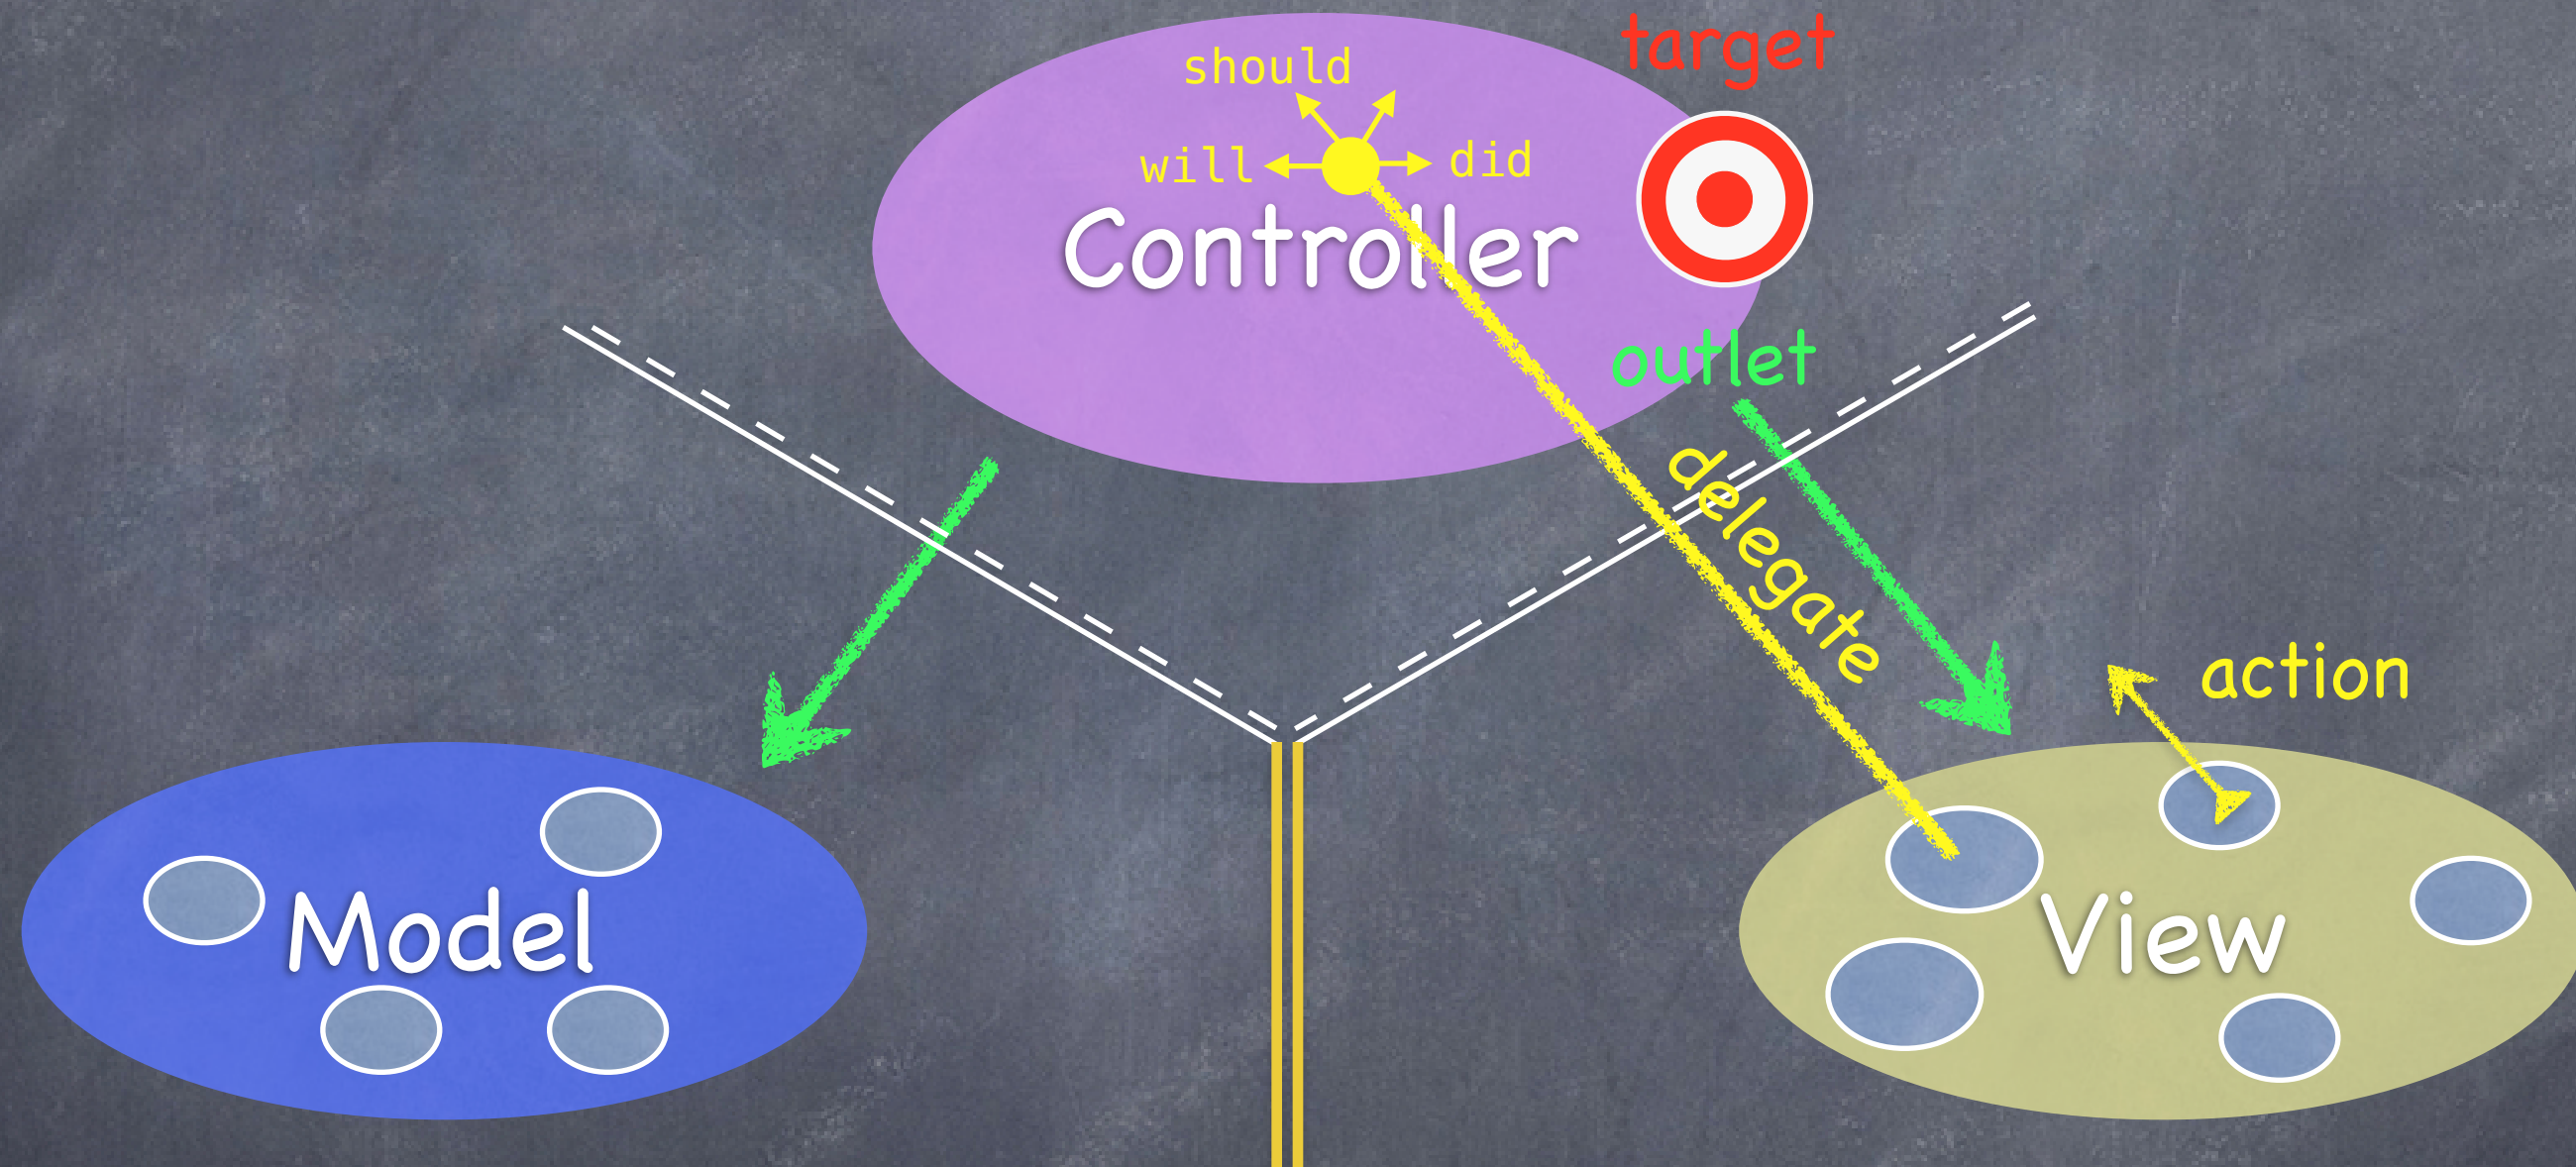 target
should
will
did
Controller
outlet
delegate
action
Model
View